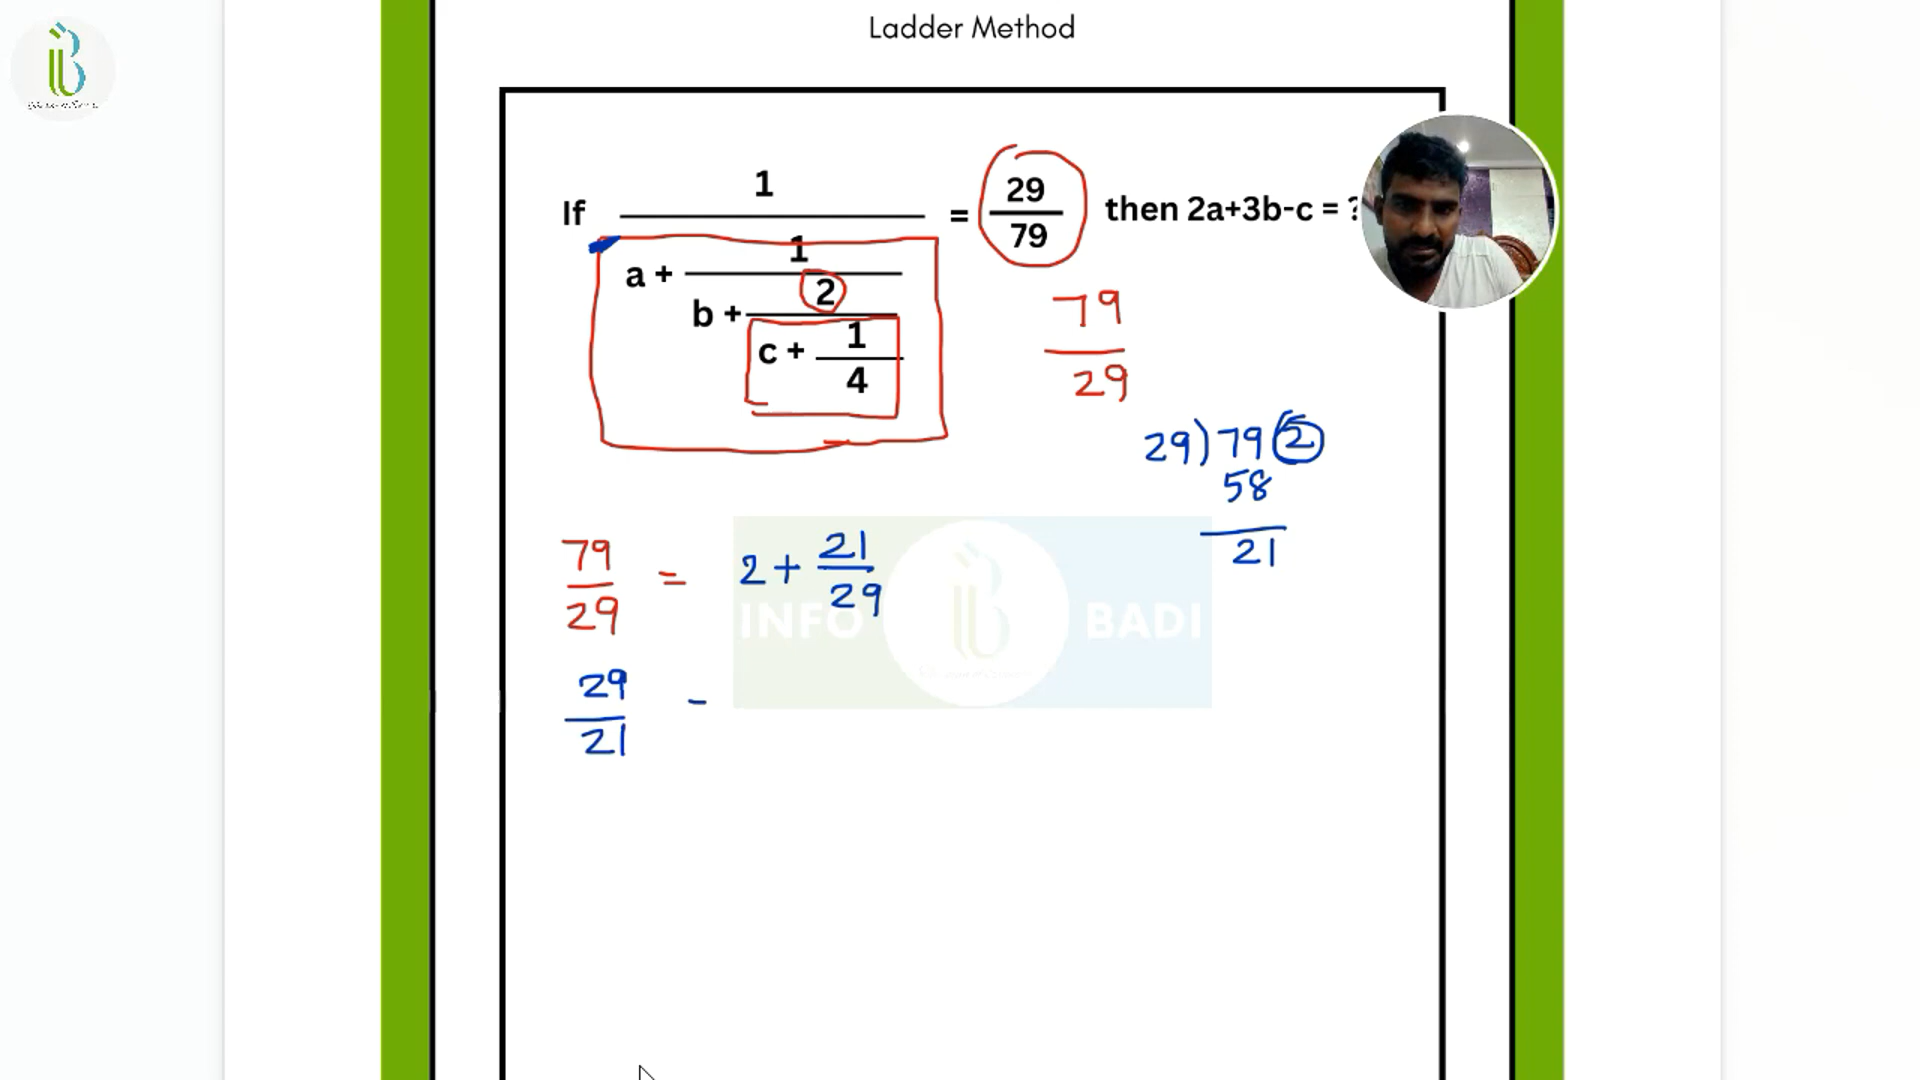 Ladder Method
If 1 / (a + 1 / (b + 2 / (c + 1 / 4))) = 29 / 79 then 2a+3b-c = ?
79 / 29
29) 79 (2
58
21
79 / 29 = 2 + 21 / 29
29 / 21 -
INFO BADI